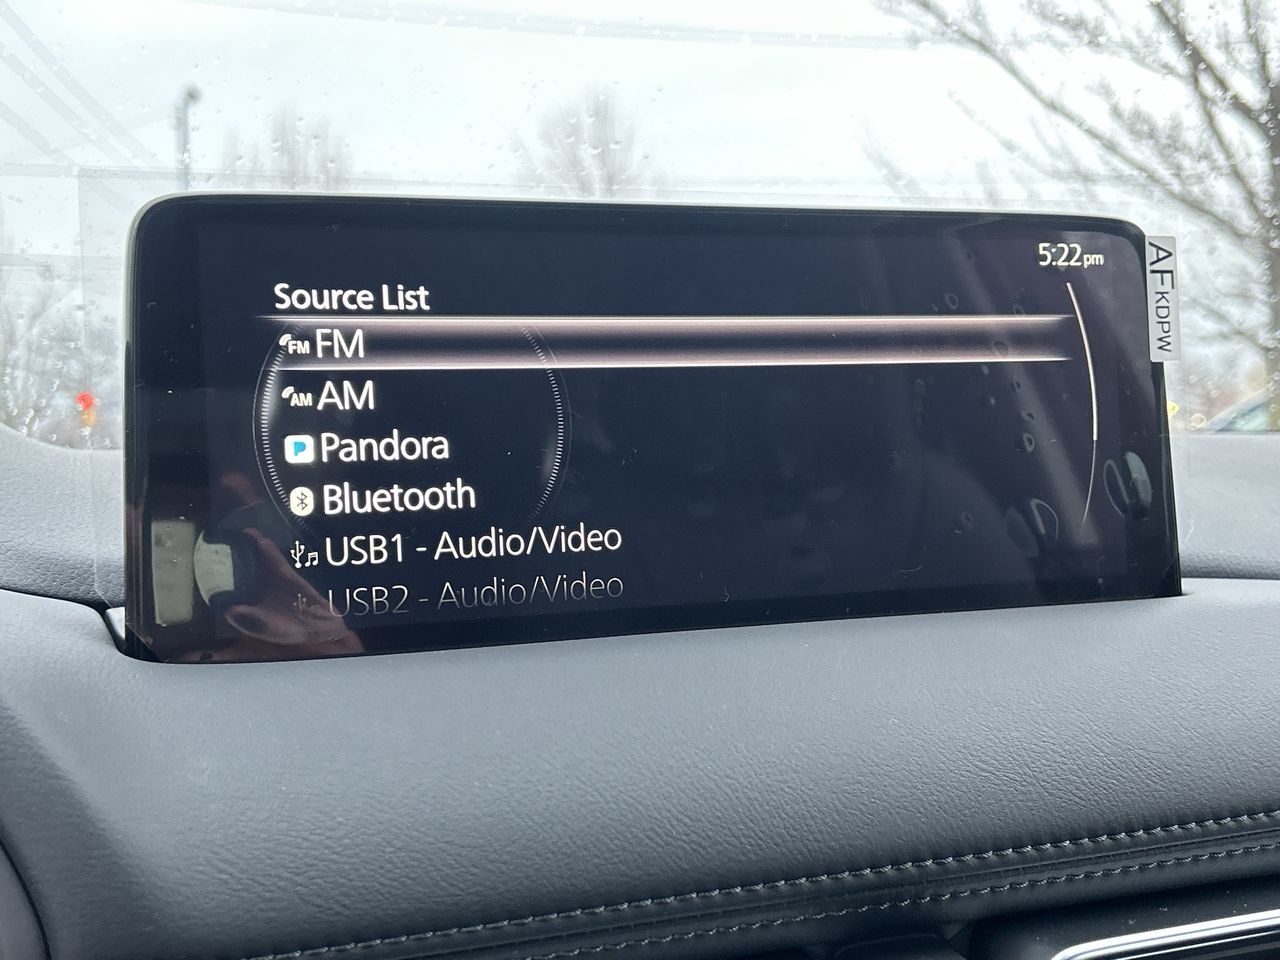 5:22pm
Source List
FM FM
AM AM
Pandora
Bluetooth
USB1 - Audio/Video
USB2 - Audio/Video
AF KDPW